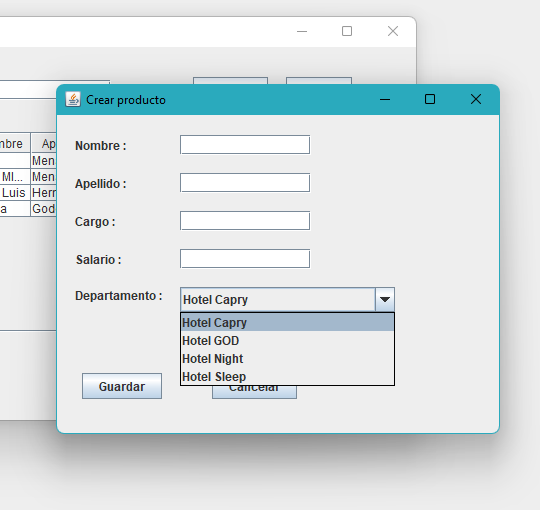 Crear producto
mbre Ap
Men
MI... Men
Luis Herr
a God
Nombre :
Apellido :
Cargo :
Salario :
Departamento : Hotel Capry
Hotel Capry
Hotel GOD
Hotel Night
Hotel Sleep
Guardar Cancelar